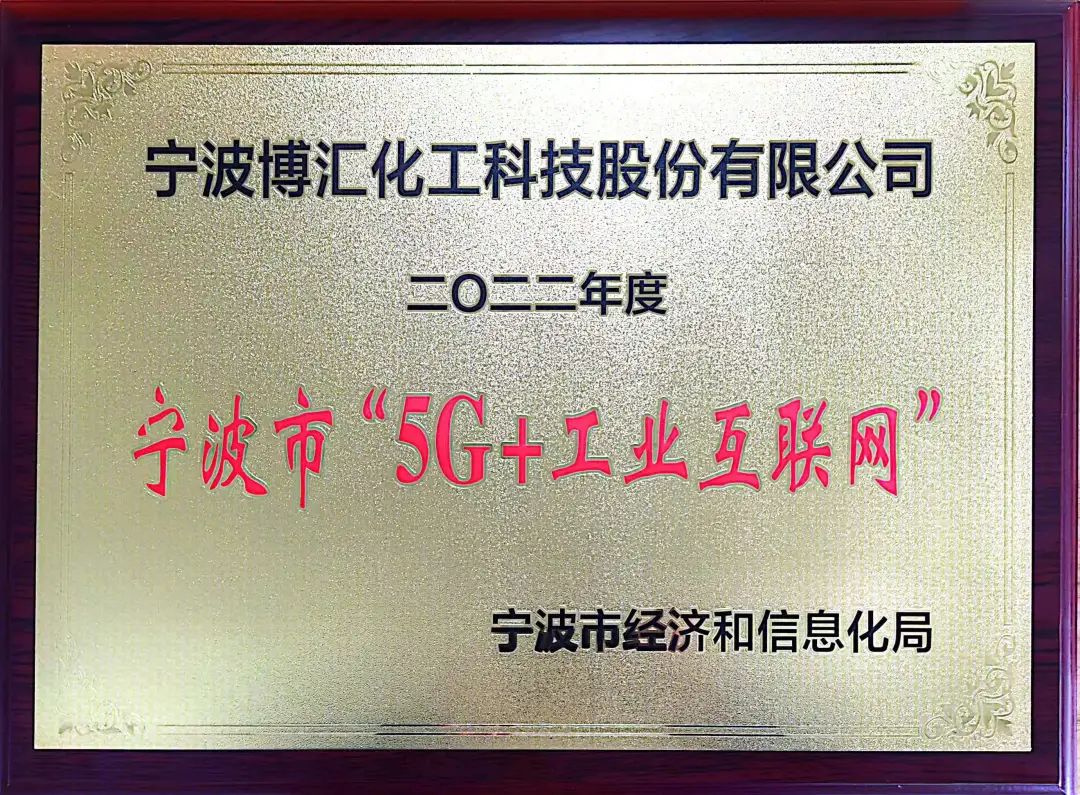 宁波博汇化工科技股份有限公司
二〇二二年度
宁波市“5G+工业互联网”
宁波市经济和信息化局